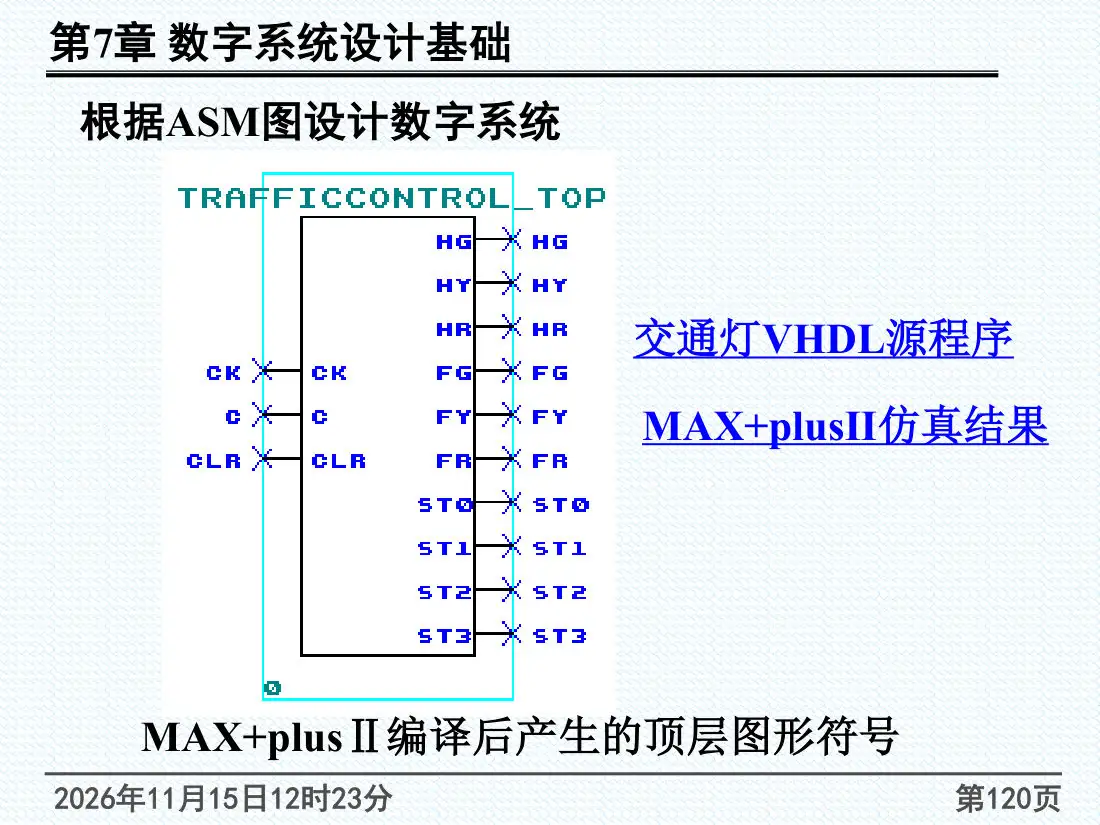 第7章 数字系统设计基础
根据ASM图设计数字系统
TRAFFICCONTROL_TOP
HG HG
HY HY
HR HR
CK CK FG FG
C C FY FY
CLR CLR FR FR
ST0 ST0
ST1 ST1
ST2 ST2
ST3 ST3
0
交通灯VHDL源程序
MAX+plusII仿真结果
MAX+plusⅡ编译后产生的顶层图形符号
2026年11月15日12时23分
第120页